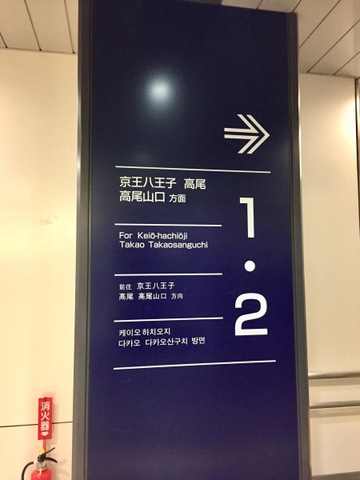 京王八王子 高尾
高尾山口 方面
For Keiō-hachiōji
Takao Takaosanguchi
前往 京王八王子
高尾 高尾山口 方向
케이오 하치오지
다카오 다카오산구치 방면
1・2
消火器